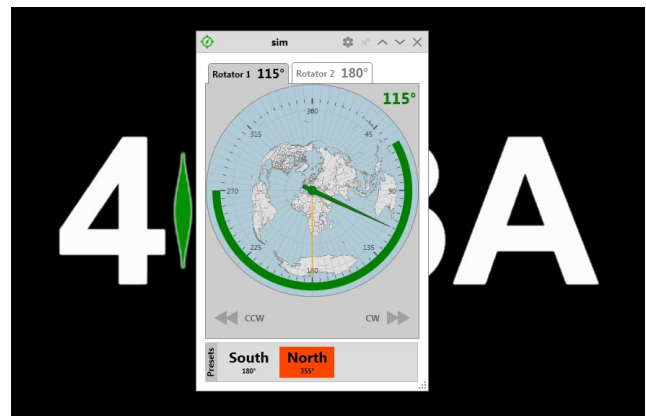 sim
Rotator 1 115° Rotator 2 180°
115°
360
315 45
270 90
225 135
180
CCW CW
Presets
South North
180° 355°
4 BA